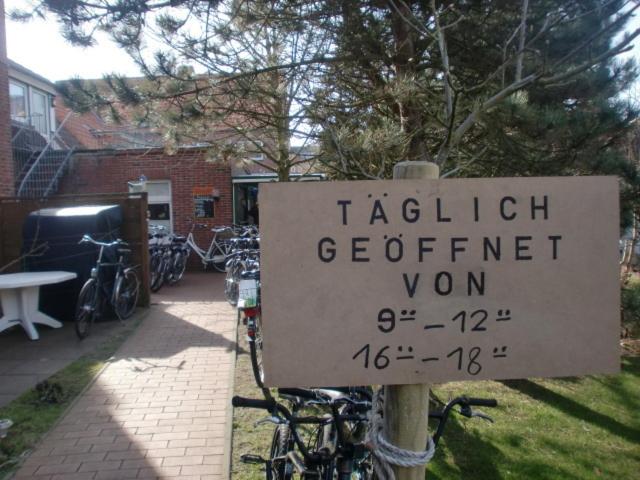 TÄGLICH
GEÖFFNET
VON
9⁰⁰ – 12⁰⁰
16⁰⁰ – 18⁰⁰